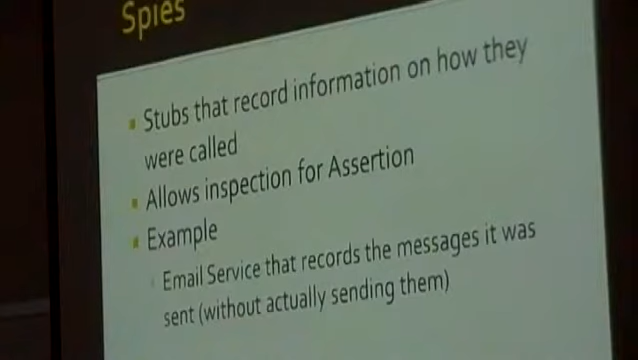 Spies
Stubs that record information on how they
were called
Allows inspection for Assertion
Example
Email Service that records the messages it was
sent (without actually sending them)